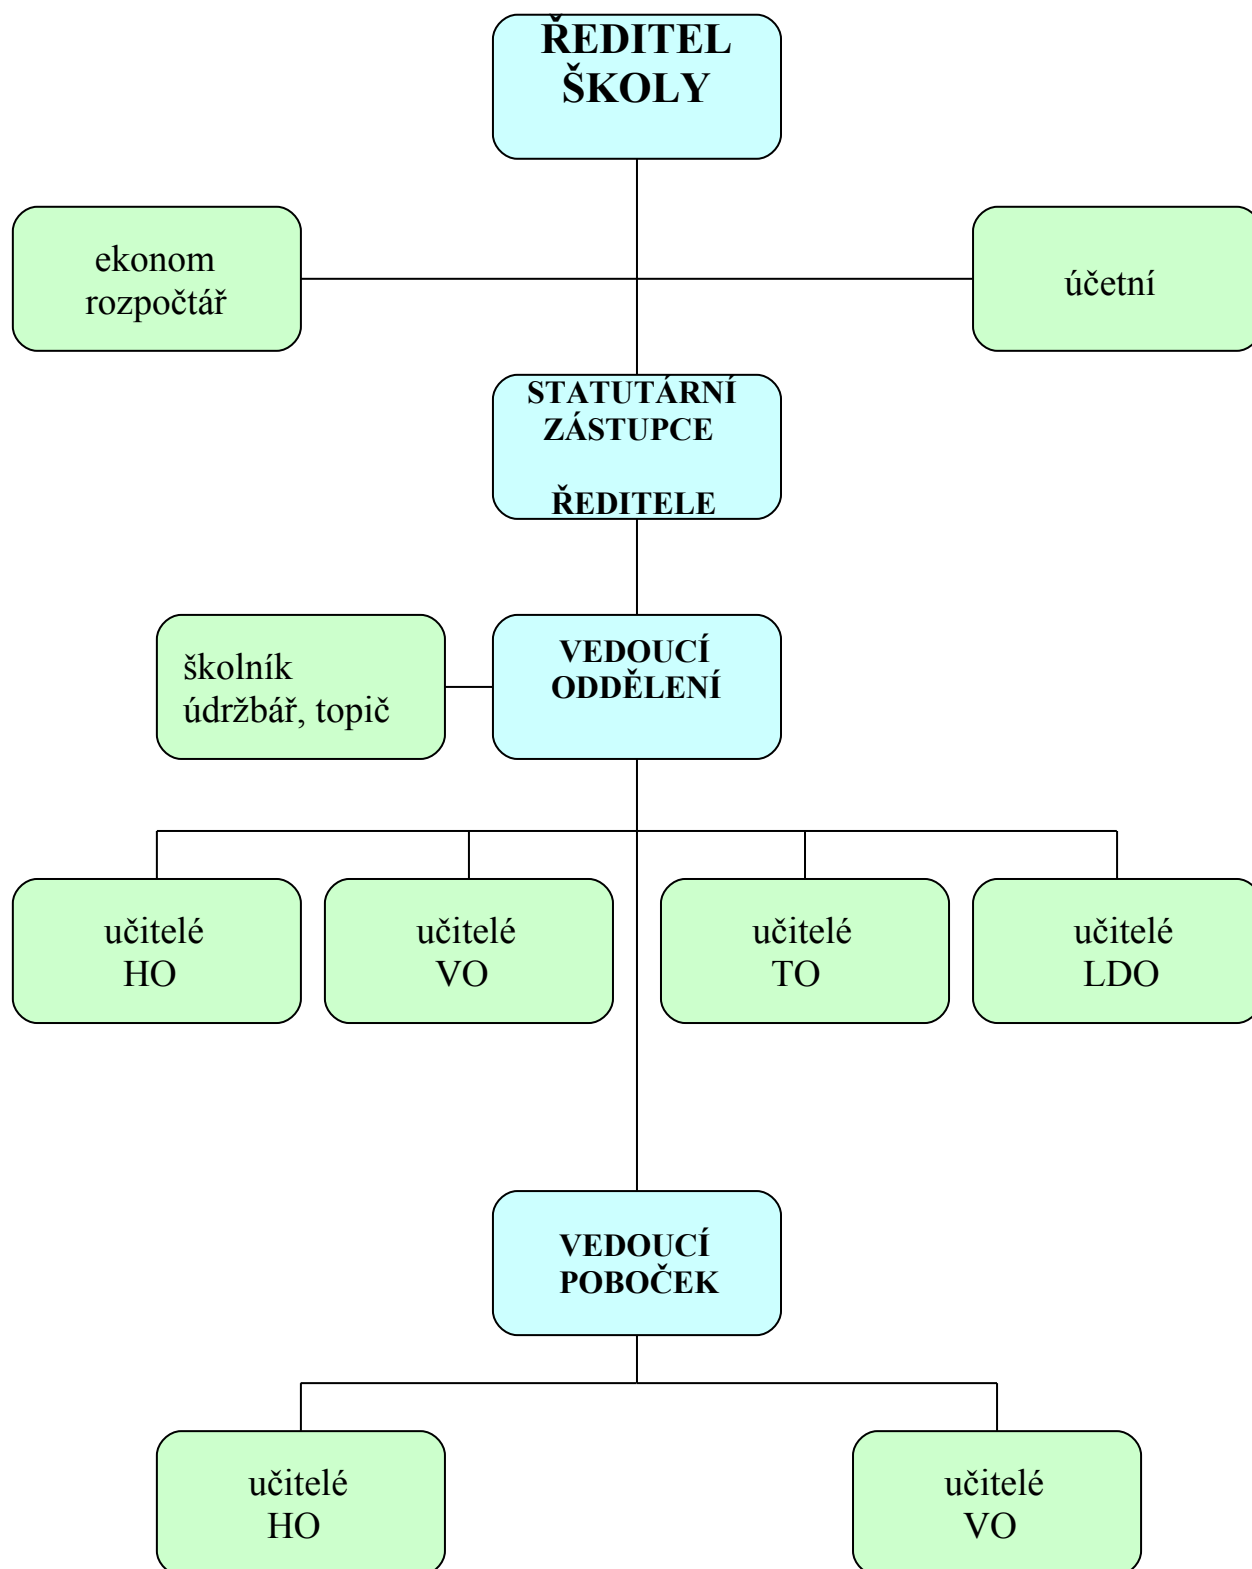 ŘEDITEL
ŠKOLY
ekonom
rozpočtář
účetní
STATUTÁRNÍ
ZÁSTUPCE
ŘEDITELE
školník
údržbář, topič
VEDOUCÍ
ODDĚLENÍ
učitelé
HO
učitelé
VO
učitelé
TO
učitelé
LDO
VEDOUCÍ
POBOČEK
učitelé
HO
učitelé
VO